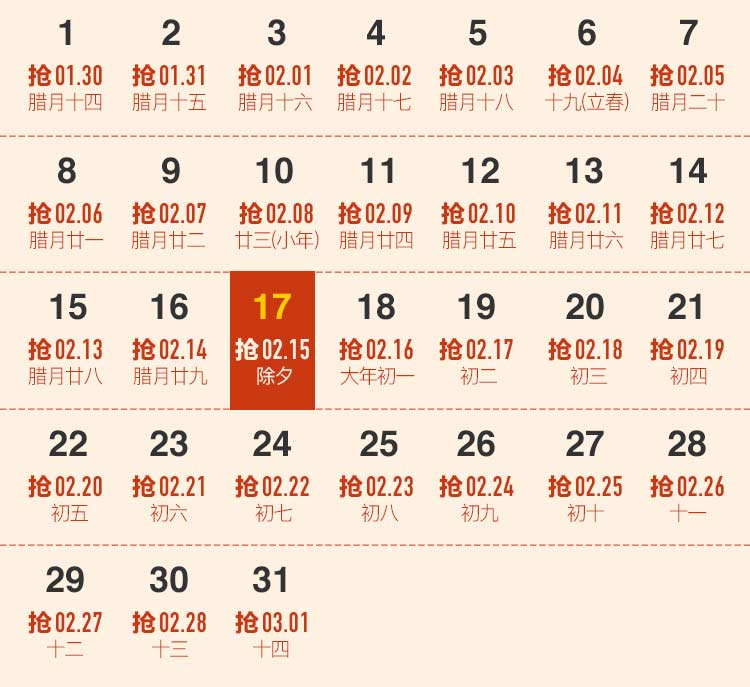 1 2 3 4 5 6 7
抢01.30 抢01.31 抢02.01 抢02.02 抢02.03 抢02.04 抢02.05
腊月十四 腊月十五 腊月十六 腊月十七 腊月十八 十九(立春) 腊月二十
8 9 10 11 12 13 14
抢02.06 抢02.07 抢02.08 抢02.09 抢02.10 抢02.11 抢02.12
腊月廿一 腊月廿二 廿三(小年) 腊月廿四 腊月廿五 腊月廿六 腊月廿七
15 16 17 18 19 20 21
抢02.13 抢02.14 抢02.15 抢02.16 抢02.17 抢02.18 抢02.19
腊月廿八 腊月廿九 除夕 大年初一 初二 初三 初四
22 23 24 25 26 27 28
抢02.20 抢02.21 抢02.22 抢02.23 抢02.24 抢02.25 抢02.26
初五 初六 初七 初八 初九 初十 十一
29 30 31
抢02.27 抢02.28 抢03.01
十二 十三 十四